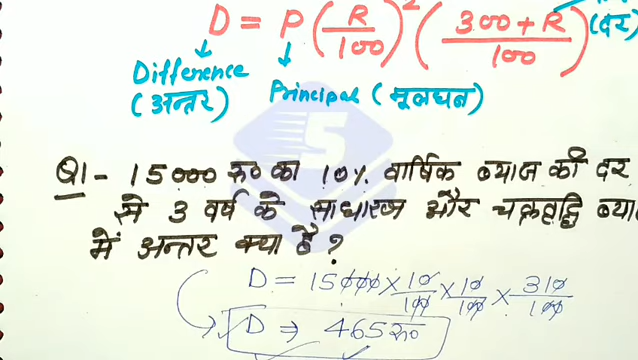 D = P (R/100)² (300+R/100) (दर)
Difference
(अन्तर) Principal (मूलधन)
Q1 - 15000 रू० का 10% वार्षिक ब्याज की दर
से 3 वर्ष के साधारण और चक्रवृद्धि
में अन्तर क्या है?
D = 15000 × 10/100 × 10/100 × 310/100
D ⇒ 465 रू०